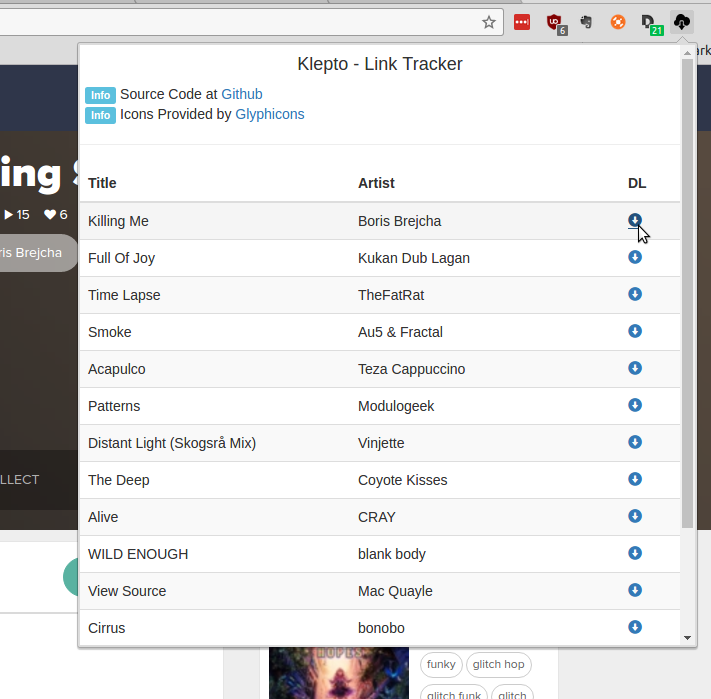 6
21
ark
Klepto - Link Tracker
Info Source Code at Github
Info Icons Provided by Glyphicons
Title Artist DL
Killing Me Boris Brejcha
Full Of Joy Kukan Dub Lagan
Time Lapse TheFatRat
Smoke Au5 & Fractal
Acapulco Teza Cappuccino
Patterns Modulogeek
Distant Light (Skogsrå Mix) Vinjette
The Deep Coyote Kisses
Alive CRAY
WILD ENOUGH blank body
View Source Mac Quayle
Cirrus bonobo
ing
15 6
ris Brejcha
LLECT
HOPES
funky glitch hop
glitch funk glitch